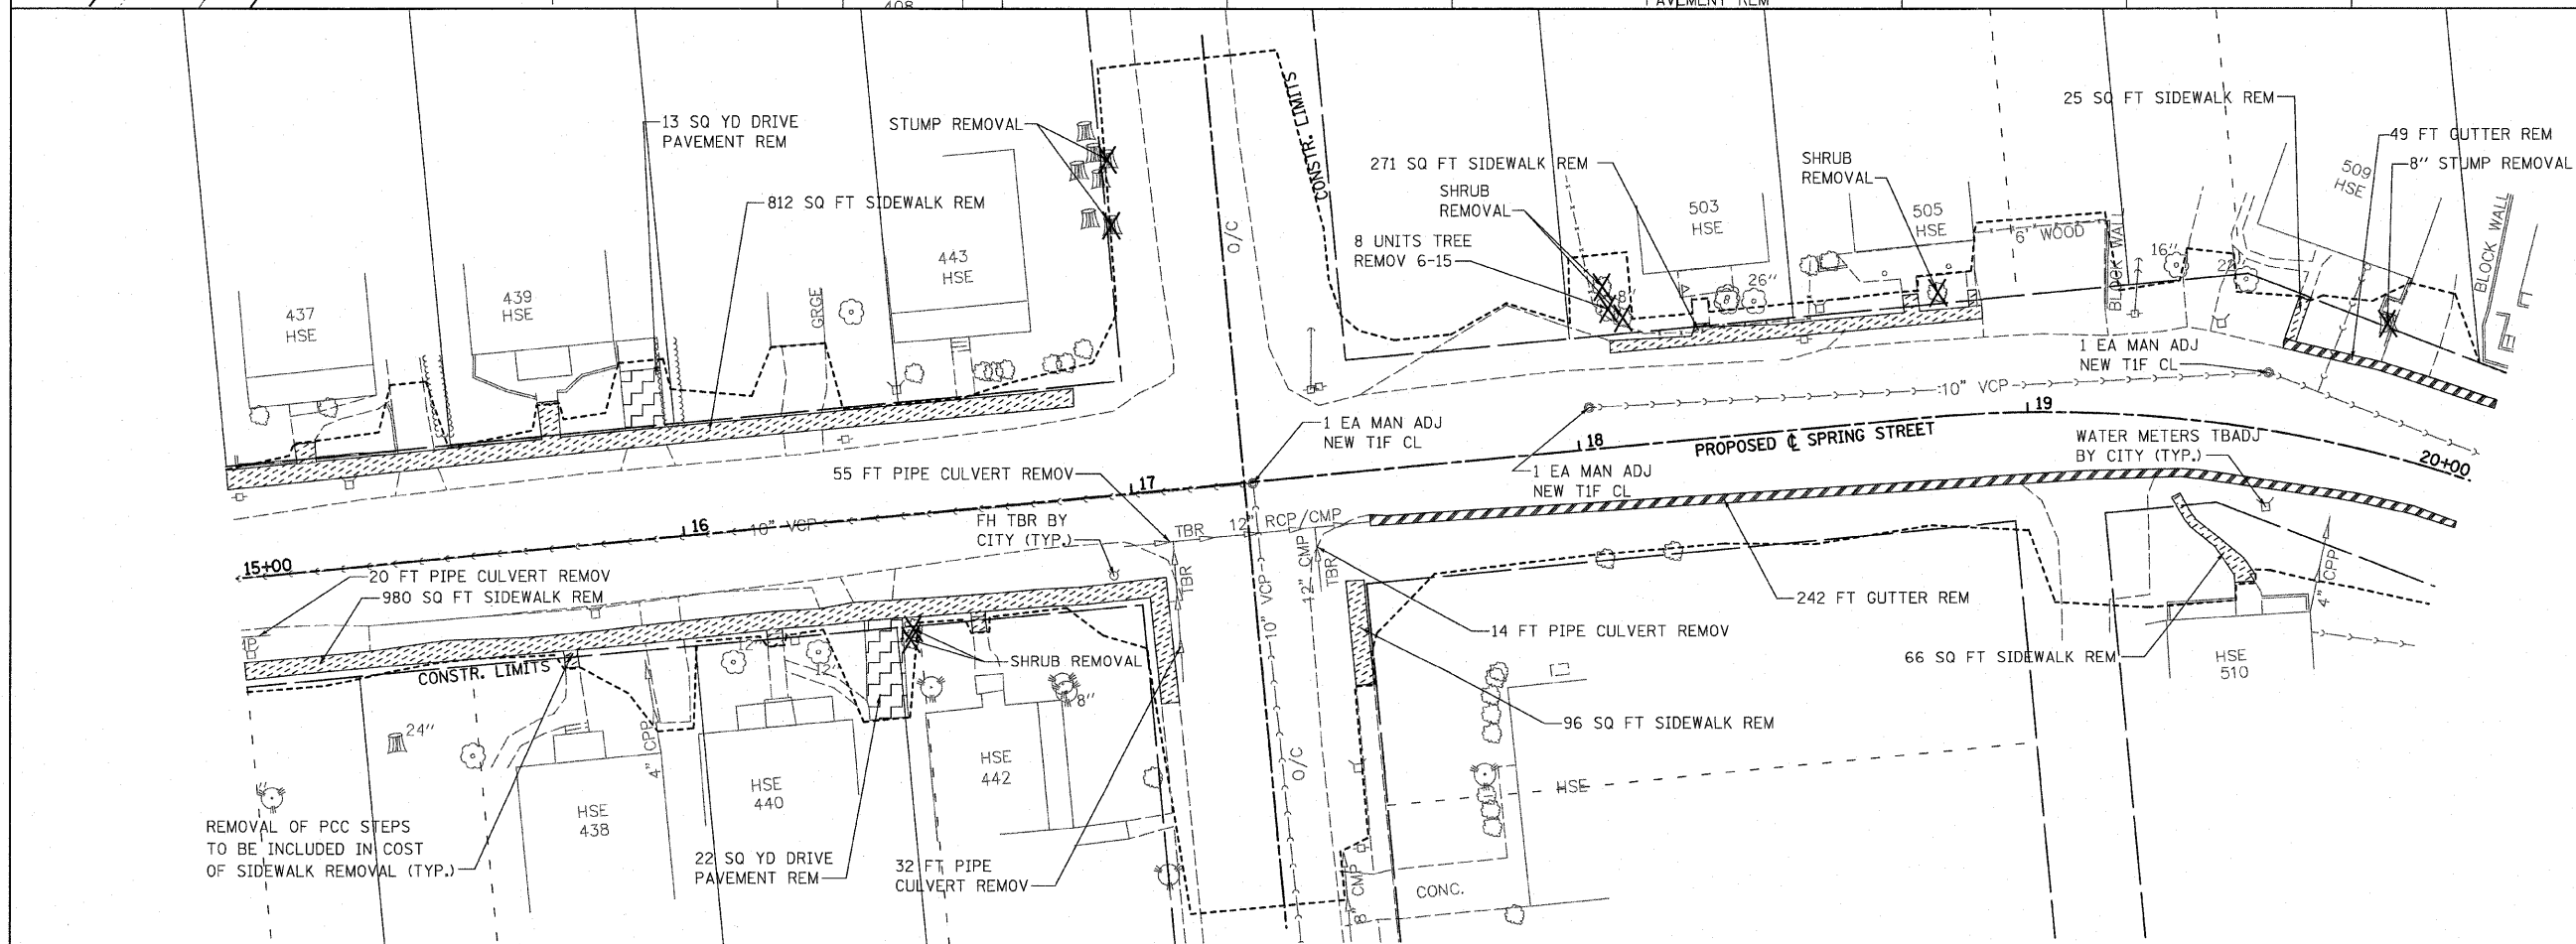 408
PAVEMENT REM
13 SQ YD DRIVE
PAVEMENT REM
STUMP REMOVAL
812 SQ FT SIDEWALK REM
CONSTR. LIMITS
O/C
271 SQ FT SIDEWALK REM
SHRUB
REMOVAL
8 UNITS TREE
REMOV 6-15
SHRUB
REMOVAL
25 SQ FT SIDEWALK REM
49 FT GUTTER REM
8" STUMP REMOVAL
509
HSE
503
HSE
505
HSE
6' WOOD
BLOCK WALL
BLOCK WALL
16"
26"
437
HSE
439
HSE
GRGE
443
HSE
1 EA MAN ADJ
NEW T1F CL
10" VCP
19
18
PROPOSED ℄ SPRING STREET
WATER METERS TBADJ
BY CITY (TYP.)
20+00
1 EA MAN ADJ
NEW T1F CL
1 EA MAN ADJ
NEW T1F CL
55 FT PIPE CULVERT REMOV
17
16
10" VCP
15+00
FH TBR BY
CITY (TYP.)
TBR
12" RCP/CMP
TBR
10" VCP
12" CMP
TBR
10" VCP
20 FT PIPE CULVERT REMOV
980 SQ FT SIDEWALK REM
242 FT GUTTER REM
14 FT PIPE CULVERT REMOV
4" CPP
66 SQ FT SIDEWALK REM
HSE
510
CONSTR. LIMITS
12"
12"
SHRUB REMOVAL
8"
96 SQ FT SIDEWALK REM
24"
4" CPP
HSE
438
HSE
440
HSE
442
O/C
HSE
REMOVAL OF PCC STEPS
TO BE INCLUDED IN COST
OF SIDEWALK REMOVAL (TYP.)
22 SQ YD DRIVE
PAVEMENT REM
32 FT PIPE
CULVERT REMOV
8" CMP
CONC.